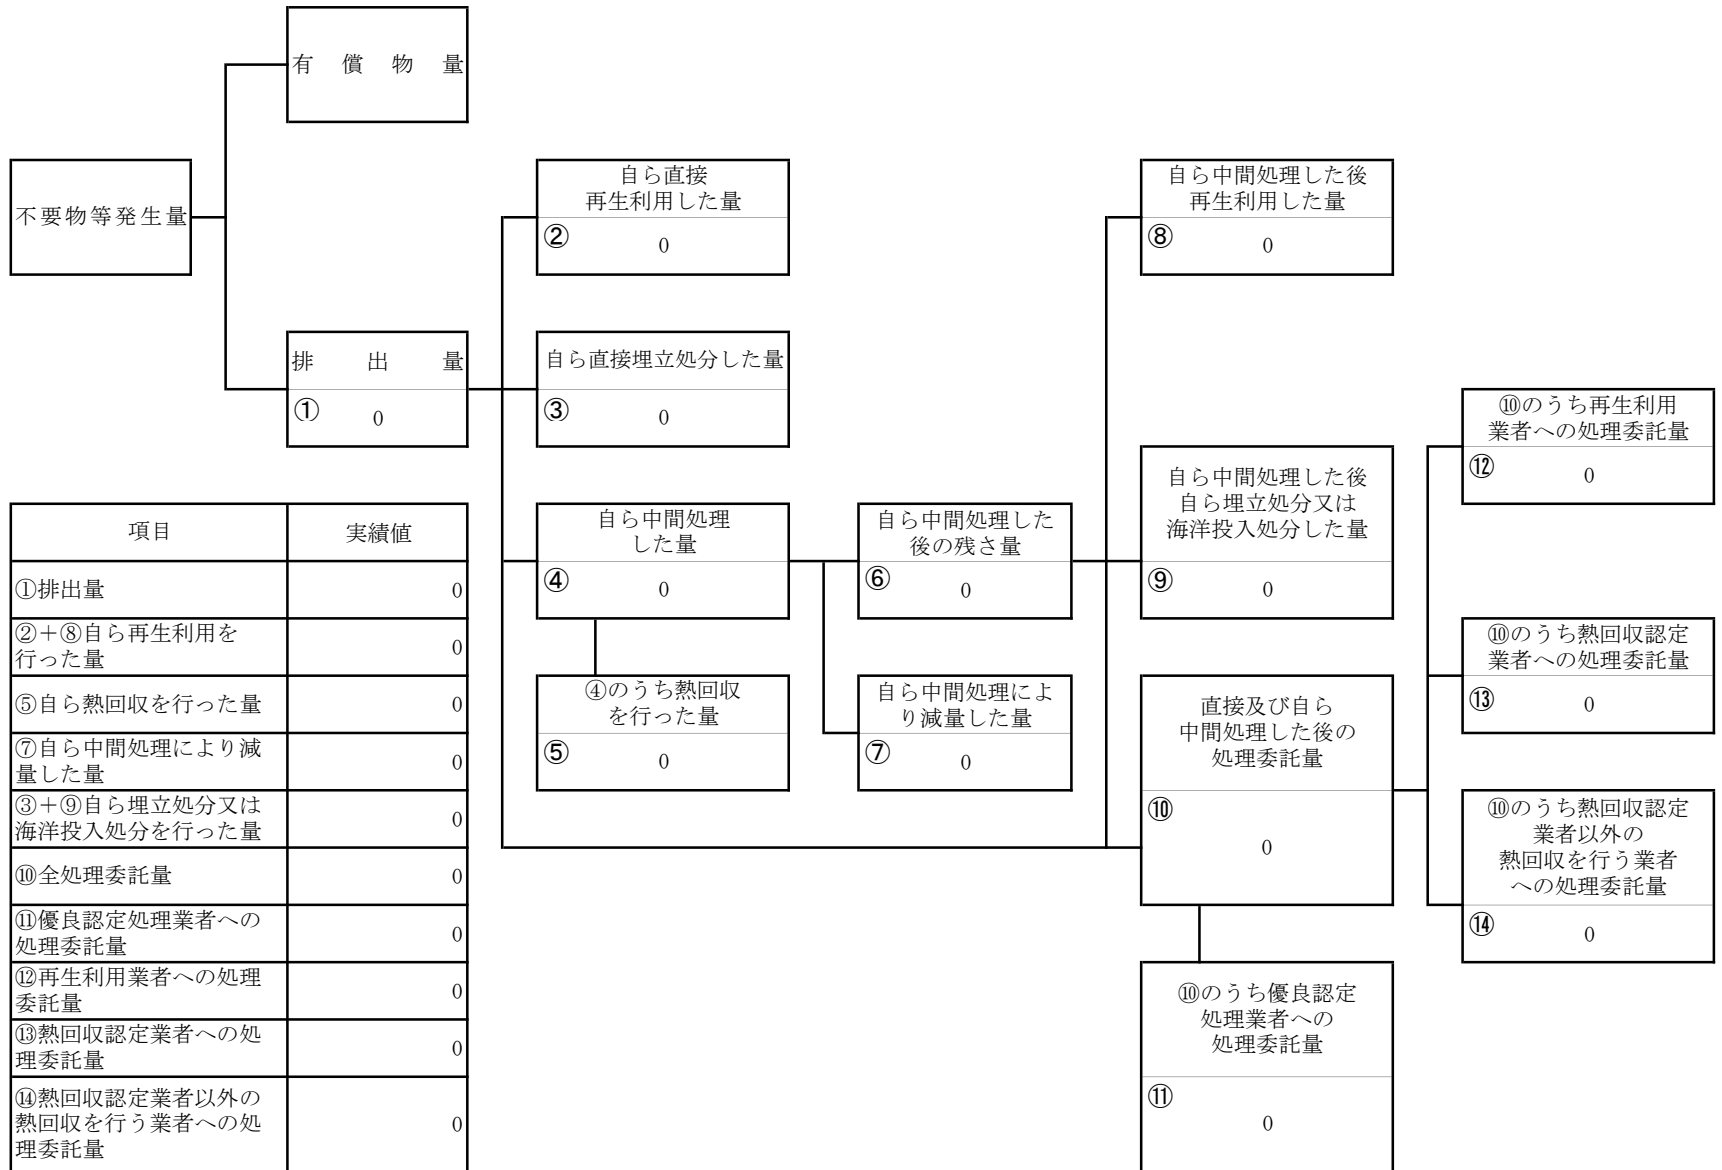 有償物量
不要物等発生量
排出量
① 0
自ら直接
再生利用した量
② 0
自ら直接埋立処分した量
③ 0
自ら中間処理
した量
④ 0
④のうち熱回収
を行った量
⑤ 0
自ら中間処理した
後の残さ量
⑥ 0
自ら中間処理によ
り減量した量
⑦ 0
自ら中間処理した後
再生利用した量
⑧ 0
自ら中間処理した後
自ら埋立処分又は
海洋投入処分した量
⑨ 0
直接及び自ら
中間処理した後の
処理委託量
⑩
0
⑩のうち優良認定
処理業者への
処理委託量
⑪
0
⑩のうち再生利用
業者への処理委託量
⑫ 0
⑩のうち熱回収認定
業者への処理委託量
⑬ 0
⑩のうち熱回収認定
業者以外の
熱回収を行う業者
への処理委託量
⑭ 0
項目 実績値
①排出量 0
②＋⑧自ら再生利用を
行った量 0
⑤自ら熱回収を行った量 0
⑦自ら中間処理により減
量した量 0
③＋⑨自ら埋立処分又は
海洋投入処分を行った量 0
⑩全処理委託量 0
⑪優良認定処理業者への
処理委託量 0
⑫再生利用業者への処理
委託量 0
⑬熱回収認定業者への処
理委託量 0
⑭熱回収認定業者以外の
熱回収を行う業者への処
理委託量 0